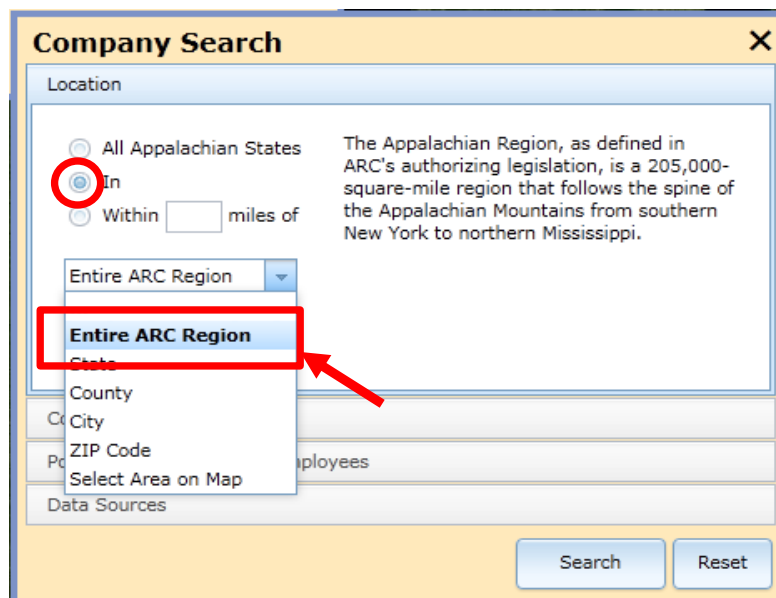 Company Search
Location
All Appalachian States
In
Within miles of
The Appalachian Region, as defined in
ARC's authorizing legislation, is a 205,000-
square-mile region that follows the spine of
the Appalachian Mountains from southern
New York to northern Mississippi.
Entire ARC Region
Entire ARC Region
State
County
City
ZIP Code
Select Area on Map
Data Sources
Search
Reset